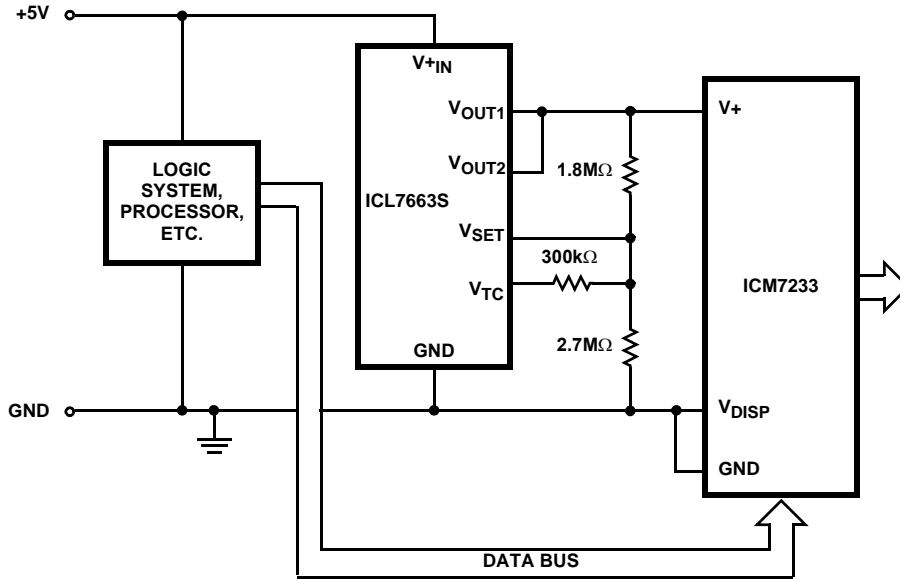 +5V
V+IN
VOUT1
V+
LOGIC
SYSTEM,
PROCESSOR,
ETC.
1.8MΩ
VOUT2
ICL7663S
VSET
300kΩ
ICM7233
VTC
2.7MΩ
GND
GND
VDISP
GND
DATA BUS